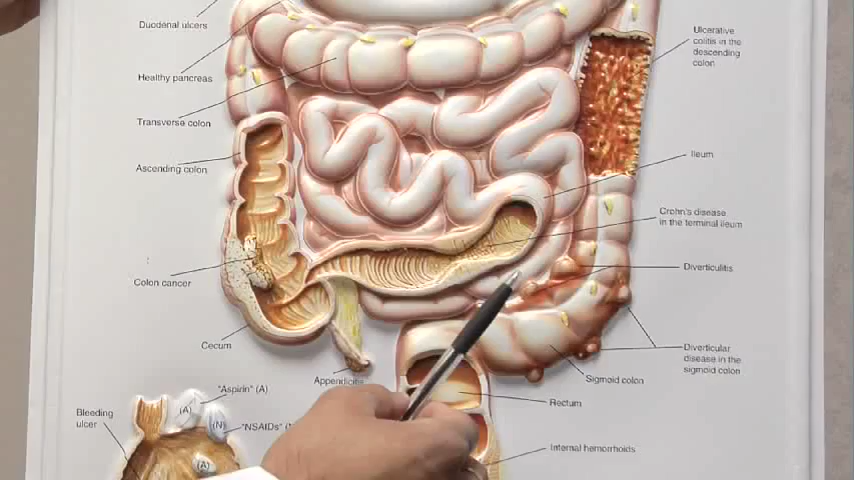 Duodenal ulcers
Healthy pancreas
Transverse colon
Ascending colon
Colon cancer
Cecum
Appendicitis
"Aspirin" (A)
Bleeding
ulcer
(A)
(N)
"NSAIDs" (
(A)
Ulcerative
colitis in the
descending
colon
Ileum
Crohn's disease
in the terminal ileum
Diverticulitis
Diverticular
disease in the
sigmoid colon
Sigmoid colon
Rectum
Internal hemorrhoids